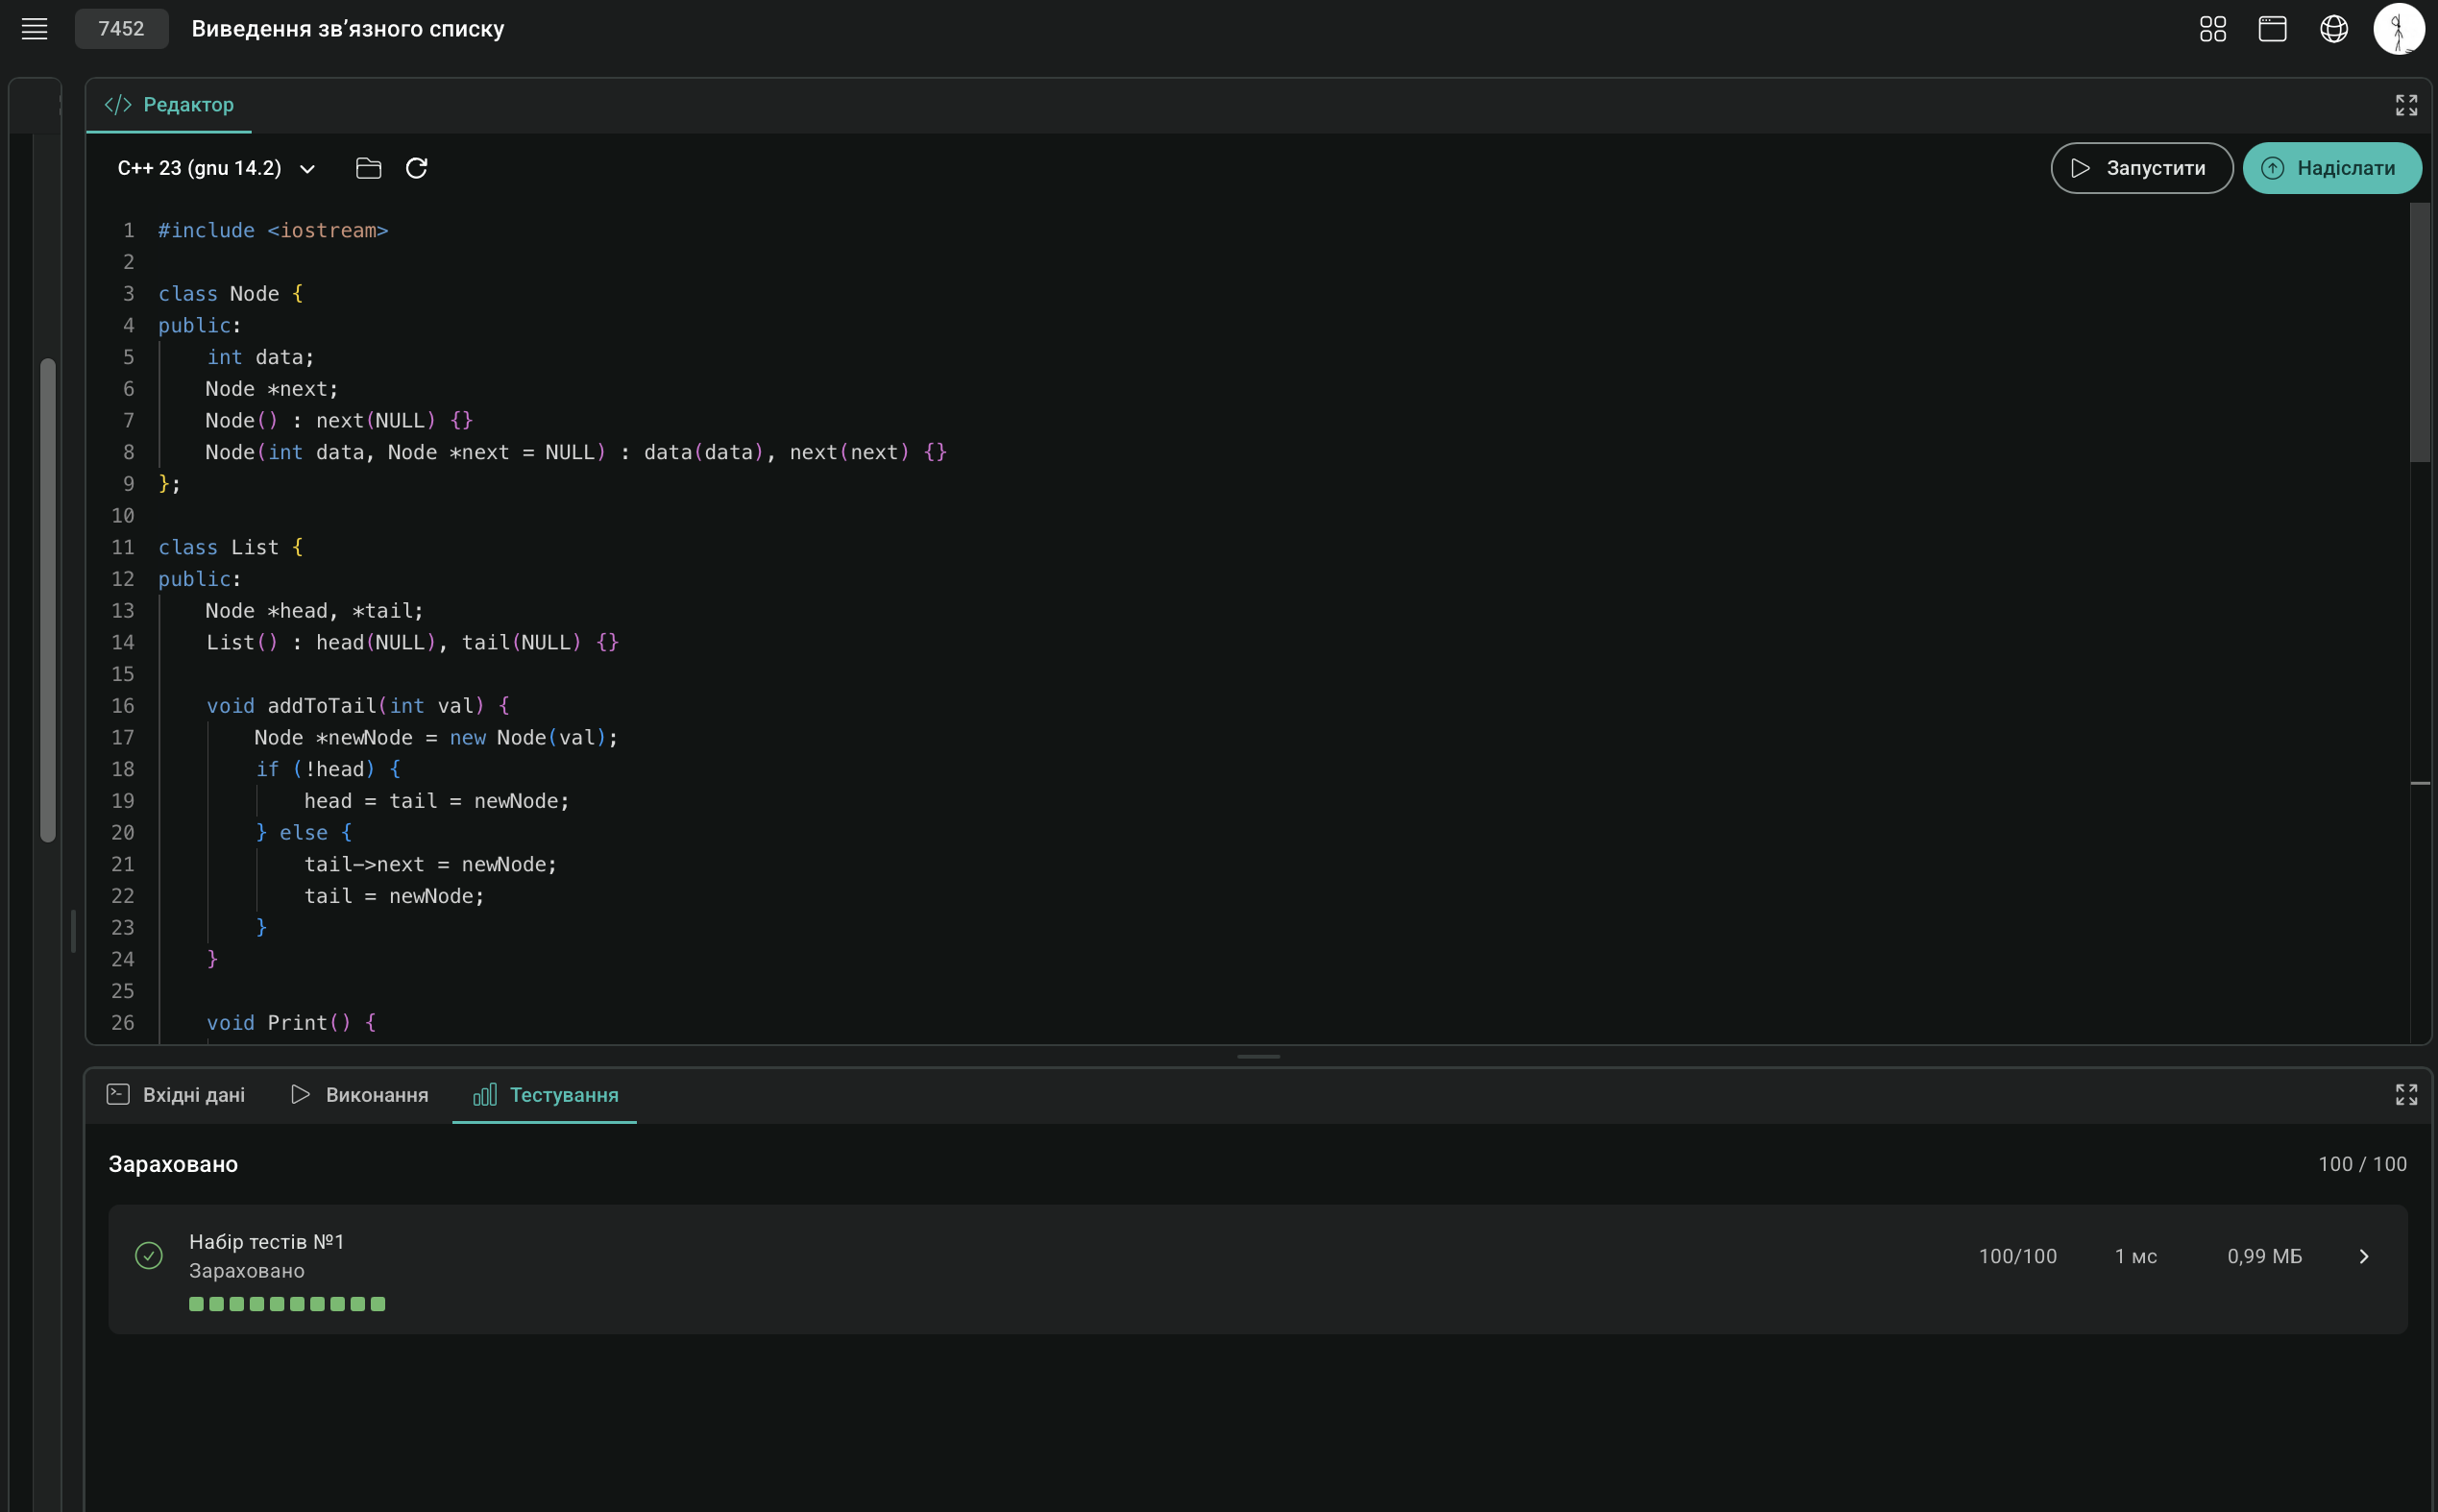 7452 Виведення зв’язного списку
Редактор
C++ 23 (gnu 14.2) Запустити Надіслати
1 #include <iostream>
2
3 class Node {
4 public:
5     int data;
6     Node *next;
7     Node() : next(NULL) {}
8     Node(int data, Node *next = NULL) : data(data), next(next) {}
9 };
10
11 class List {
12 public:
13     Node *head, *tail;
14     List() : head(NULL), tail(NULL) {}
15
16     void addToTail(int val) {
17         Node *newNode = new Node(val);
18         if (!head) {
19             head = tail = newNode;
20         } else {
21             tail->next = newNode;
22             tail = newNode;
23         }
24     }
25
26     void Print() {
Вхідні дані Виконання Тестування
Зараховано 100 / 100
Набір тестів №1
Зараховано
100/100 1 мс 0,99 МБ